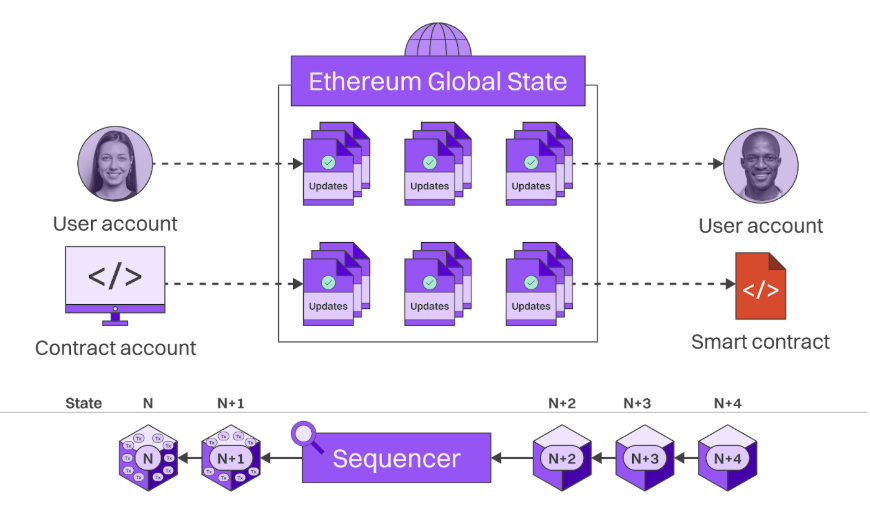 Ethereum Global State
Updates
Updates
Updates
User account
User account
</>
Updates
Updates
Updates
</>
Contract account
Smart contract
State N N+1 N+2 N+3 N+4
Tx Tx Tx Tx Tx Tx Tx Tx Tx Tx
N
Tx Tx Tx Tx Tx Tx
N+1
Sequencer
N+2
N+3
N+4